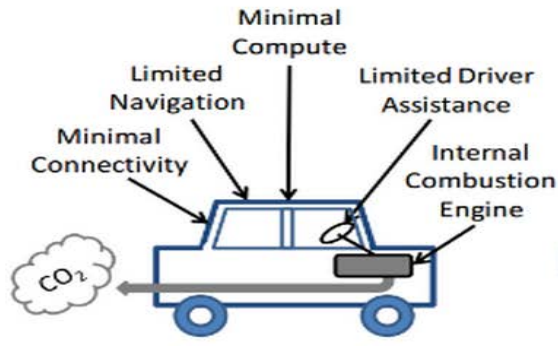 Minimal
Compute
Limited
Navigation
Limited Driver
Assistance
Minimal
Connectivity
Internal
Combustion
Engine
CO₂